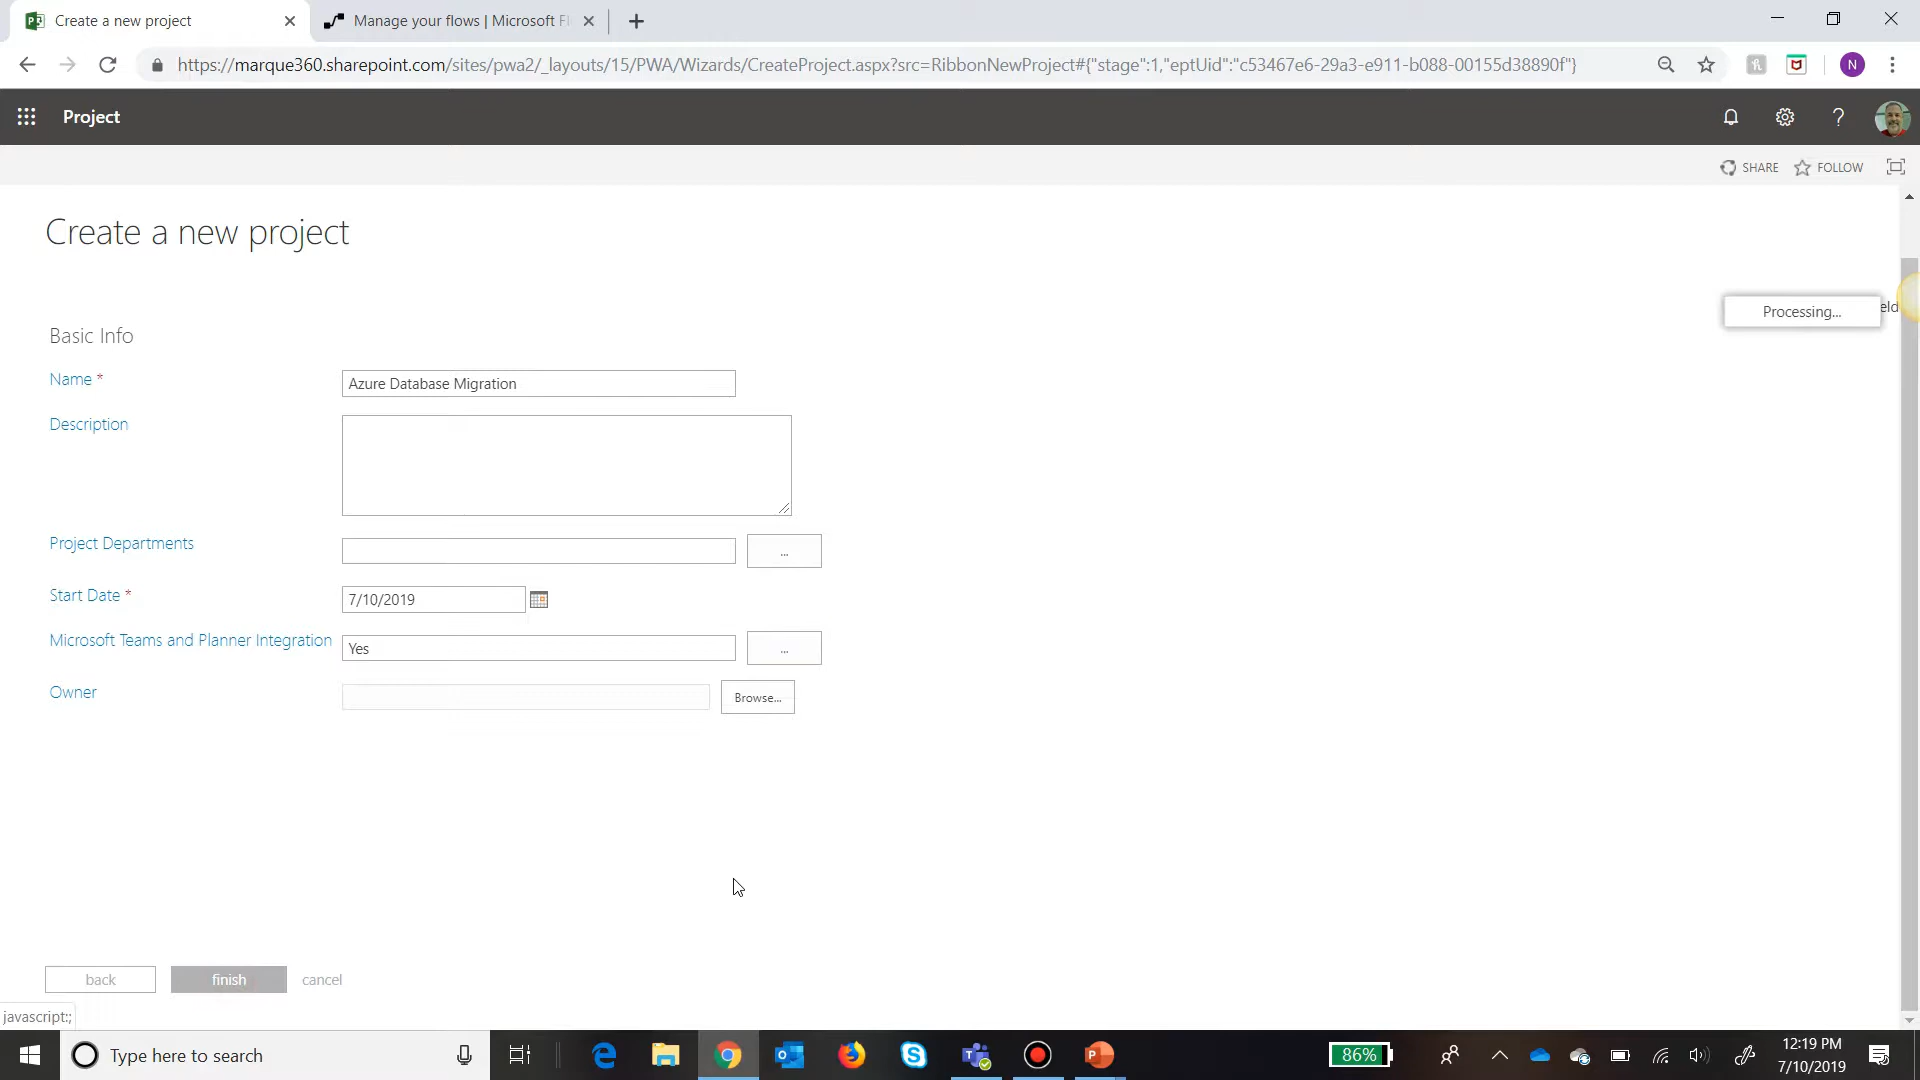 Create a new project
Manage your flows | Microsoft Fl
https://marque360.sharepoint.com/sites/pwa2/_layouts/15/PWA/Wizards/CreateProject.aspx?src=RibbonNewProject#{"stage":1,"eptUid":"c53467e6-29a3-e911-b088-00155d38890f"}
N
Project
SHARE FOLLOW
Create a new project
Processing...
eld
Basic Info
Name *
Azure Database Migration
Description
Project Departments
...
Start Date *
7/10/2019
Microsoft Teams and Planner Integration
Yes
...
Owner
Browse...
back
finish
cancel
javascript:;
Type here to search
86%
12:19 PM
7/10/2019